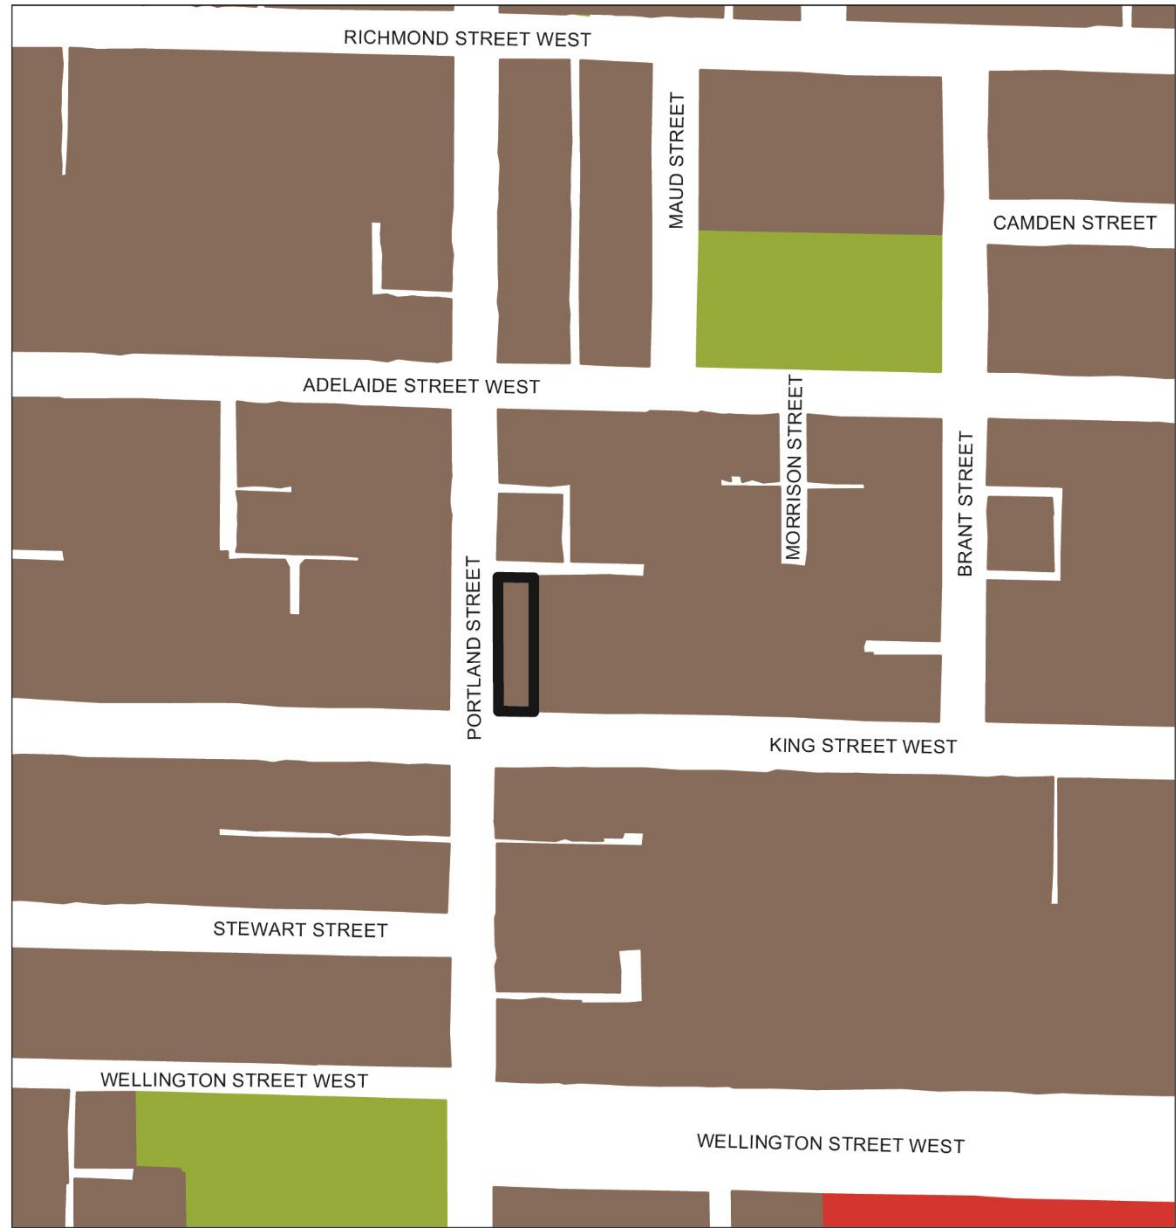 RICHMOND STREET WEST
MAUD STREET
CAMDEN STREET
ADELAIDE STREET WEST
MORRISON STREET
BRANT STREET
PORTLAND STREET
KING STREET WEST
STEWART STREET
WELLINGTON STREET WEST
WELLINGTON STREET WEST